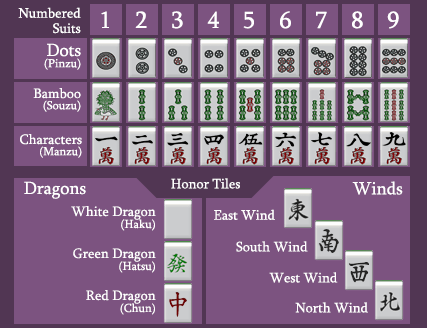 Numbered Suits 1 2 3 4 5 6 7 8 9
Dots
(Pinzu)
Bamboo
(Souzu)
Characters
(Manzu)
一 二 三 四 伍 六 七 八 九
萬 萬 萬 萬 萬 萬 萬 萬 萬
Honor Tiles
Dragons
White Dragon
(Haku)
Green Dragon
(Hatsu)
發
Red Dragon
(Chun)
中
Winds
East Wind 東
South Wind 南
West Wind 西
North Wind 北